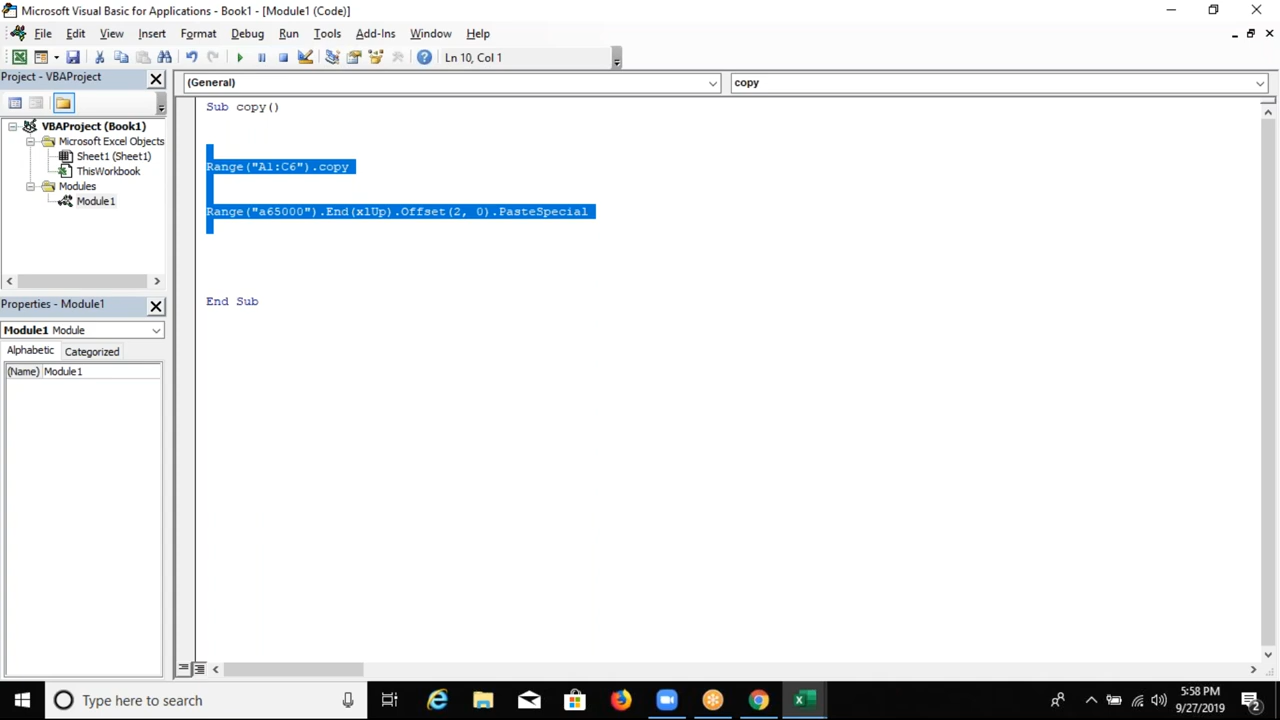 Microsoft Visual Basic for Applications - Book1 - [Module1 (Code)]
File Edit View Insert Format Debug Run Tools Add-Ins Window Help
Ln 10, Col 1
Project - VBAProject
(General)
copy
VBAProject (Book1)
Microsoft Excel Objects
Sheet1 (Sheet1)
ThisWorkbook
Modules
Module1
Sub copy()
Range("A1:C6").copy
Range("a65000").End(xlUp).Offset(2, 0).PasteSpecial
End Sub
Properties - Module1
Module1 Module
Alphabetic Categorized
(Name) Module1
Type here to search
5:58 PM
9/27/2019
2